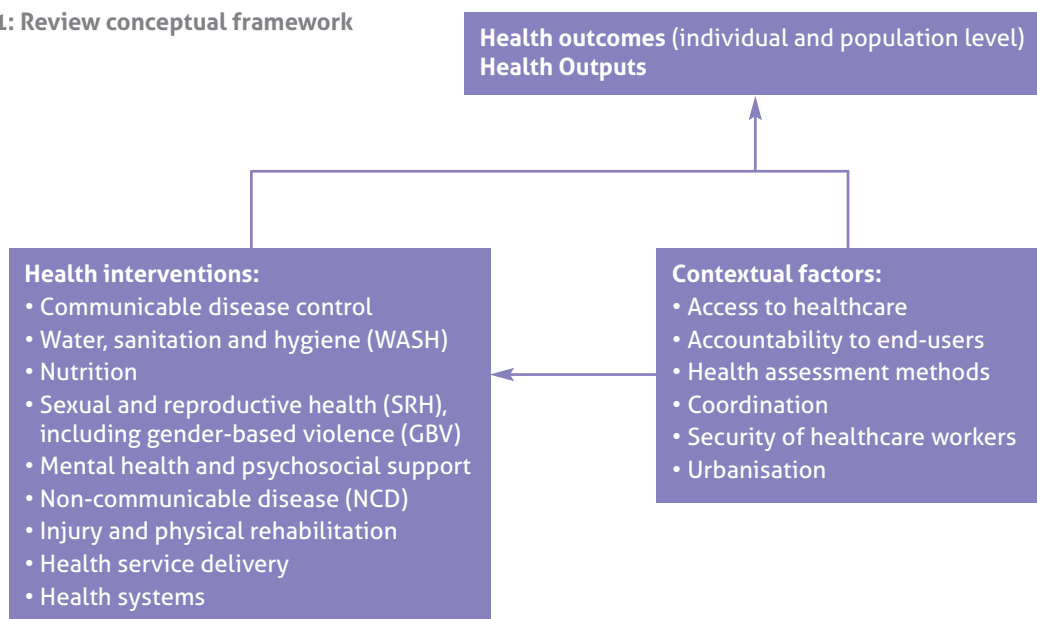 1: Review conceptual framework
Health outcomes (individual and population level)
Health Outputs
Health interventions:
• Communicable disease control
• Water, sanitation and hygiene (WASH)
• Nutrition
• Sexual and reproductive health (SRH),
including gender-based violence (GBV)
• Mental health and psychosocial support
• Non-communicable disease (NCD)
• Injury and physical rehabilitation
• Health service delivery
• Health systems
Contextual factors:
• Access to healthcare
• Accountability to end-users
• Health assessment methods
• Coordination
• Security of healthcare workers
• Urbanisation